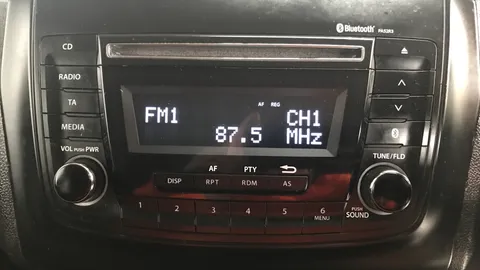 Bluetooth PA82R3
CD
RADIO
TA
MEDIA
VOL PUSH PWR
AF REG
FM1 CH1
87.5 MHz
TUNE/FLD
AF PTY
DISP RPT RDM AS
1 2 3 4 5 6
MENU
PUSH
SOUND